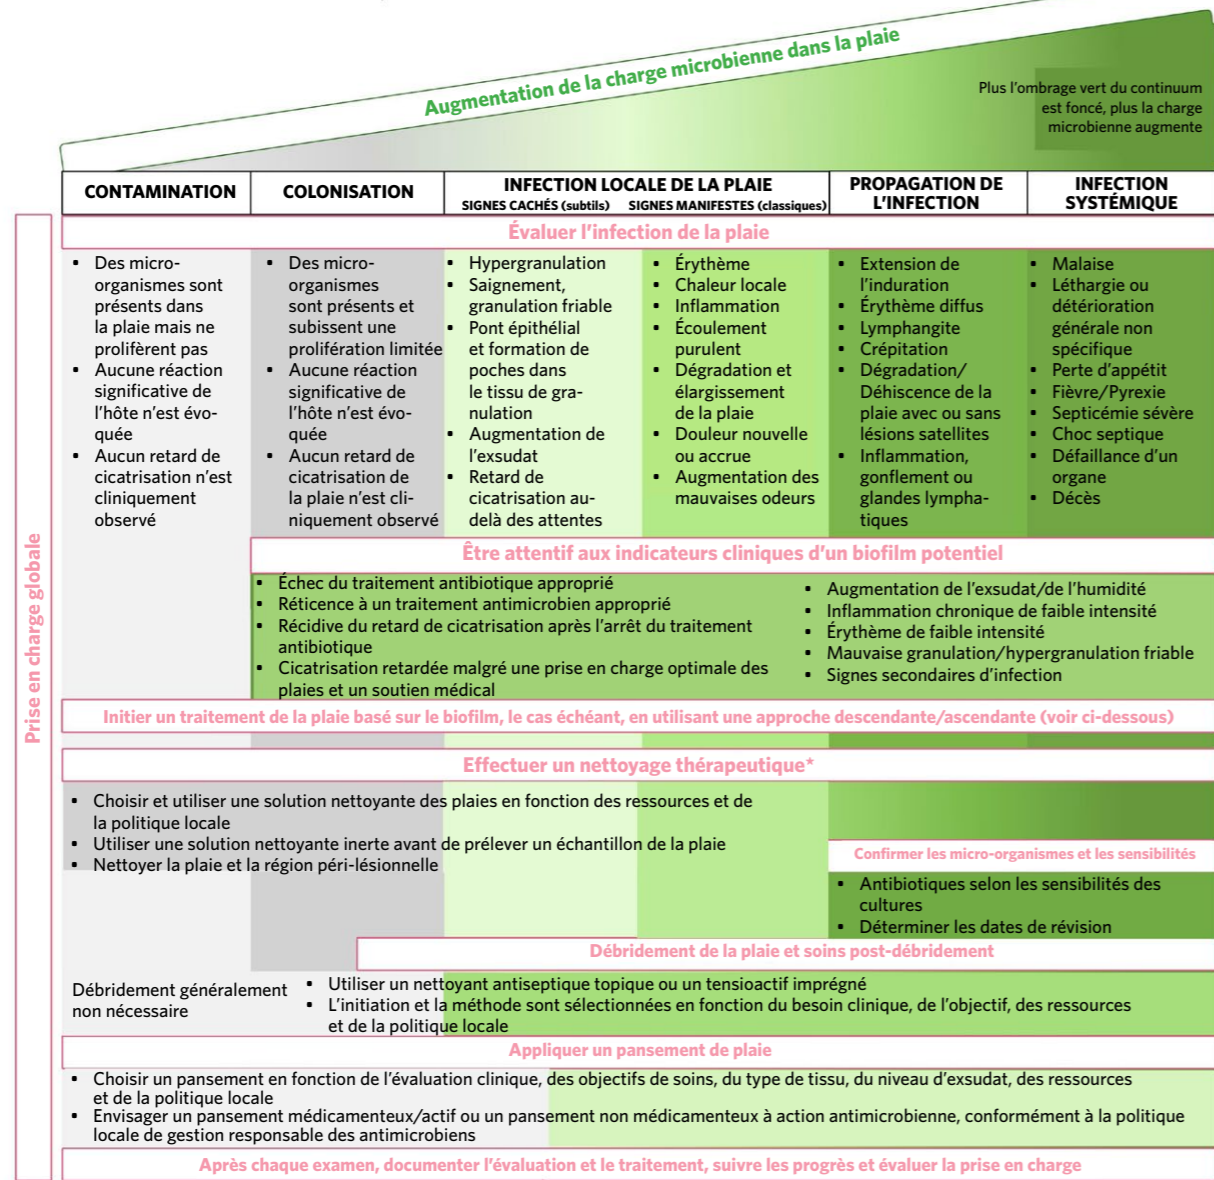 Augmentation de la charge microbienne dans la plaie
Plus l'ombrage vert du continuum
est foncé, plus la charge
microbienne augmente
CONTAMINATION
COLONISATION
INFECTION LOCALE DE LA PLAIE
SIGNES CACHÉS (subtils)
SIGNES MANIFESTES (classiques)
PROPAGATION DE
L'INFECTION
INFECTION
SYSTÉMIQUE
Prise en charge globale
Évaluer l'infection de la plaie
• Des micro-
organismes sont
présents dans
la plaie mais ne
prolifèrent pas
• Aucune réaction
significative de
l'hôte n'est évo-
quée
• Aucun retard de
cicatrisation n'est
cliniquement
observé
• Des micro-
organismes
sont présents et
subissent une
prolifération limitée
• Aucune réaction
significative de
l'hôte n'est évo-
quée
• Aucun retard de
cicatrisation de
la plaie n'est cli-
niquement observé
• Hypergranulation
• Saignement,
granulation friable
• Pont épithélial
et formation de
poches dans
le tissu de gra-
nulation
• Augmentation de
l'exsudat
• Retard de
cicatrisation au-
delà des attentes
• Érythème
• Chaleur locale
• Inflammation
• Écoulement
purulent
• Dégradation et
élargissement
de la plaie
• Douleur nouvelle
ou accrue
• Augmentation des
mauvaises odeurs
• Extension de
l'induration
• Érythème diffus
• Lymphangite
• Crépitation
• Dégradation/
Déhiscence de la
plaie avec ou sans
lésions satellites
• Inflammation,
gonflement ou
glandes lympha-
tiques
• Malaise
• Léthargie ou
détérioration
générale non
spécifique
• Perte d'appétit
• Fièvre/Pyrexie
• Septicémie sévère
• Choc septique
• Défaillance d'un
organe
• Décès
Être attentif aux indicateurs cliniques d'un biofilm potentiel
• Échec du traitement antibiotique approprié
• Réticence à un traitement antimicrobien approprié
• Récidive du retard de cicatrisation après l'arrêt du traitement
antibiotique
• Cicatrisation retardée malgré une prise en charge optimale des
plaies et un soutien médical
• Augmentation de l'exsudat/de l'humidité
• Inflammation chronique de faible intensité
• Érythème de faible intensité
• Mauvaise granulation/hypergranulation friable
• Signes secondaires d'infection
Initier un traitement de la plaie basé sur le biofilm, le cas échéant, en utilisant une approche descendante/ascendante (voir ci-dessous)
Effectuer un nettoyage thérapeutique*
• Choisir et utiliser une solution nettoyante des plaies en fonction des ressources et de
la politique locale
• Utiliser une solution nettoyante inerte avant de prélever un échantillon de la plaie
• Nettoyer la plaie et la région péri-lésionnelle
Confirmer les micro-organismes et les sensibilités
• Antibiotiques selon les sensibilités des
cultures
• Déterminer les dates de révision
Débridement de la plaie et soins post-débridement
Débridement généralement
non nécessaire
• Utiliser un nettoyant antiseptique topique ou un tensioactif imprégné
• L'initiation et la méthode sont sélectionnées en fonction du besoin clinique, de l'objectif, des ressources
et de la politique locale
Appliquer un pansement de plaie
• Choisir un pansement en fonction de l'évaluation clinique, des objectifs de soins, du type de tissu, du niveau d'exsudat, des ressources
et de la politique locale
• Envisager un pansement médicamenteux/actif ou un pansement non médicamenteux à action antimicrobienne, conformément à la politique
locale de gestion responsable des antimicrobiens
Après chaque examen, documenter l'évaluation et le traitement, suivre les progrès et évaluer la prise en charge